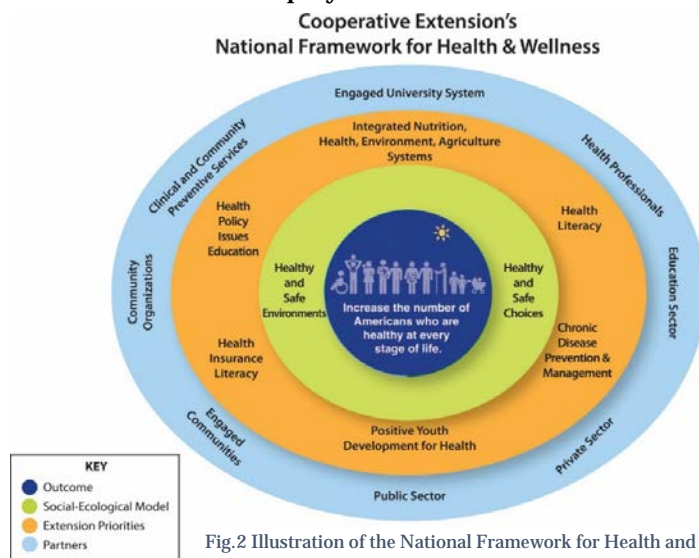 Cooperative Extension's
National Framework for Health & Wellness
Engaged University System
Clinical and Community
Preventive Services
Health Professionals
Community
Organizations
Education Sector
Engaged
Communities
Private Sector
Public Sector
Integrated Nutrition,
Health, Environment, Agriculture
Systems
Health
Policy
Issues
Education
Health
Literacy
Health
Insurance
Literacy
Chronic
Disease
Prevention &
Management
Positive Youth
Development for Health
Healthy
and
Safe
Environments
Healthy
and
Safe
Choices
Increase the number of
Americans who are
healthy at every
stage of life.
KEY
Outcome
Social-Ecological Model
Extension Priorities
Partners
Fig.2 Illustration of the National Framework for Health and